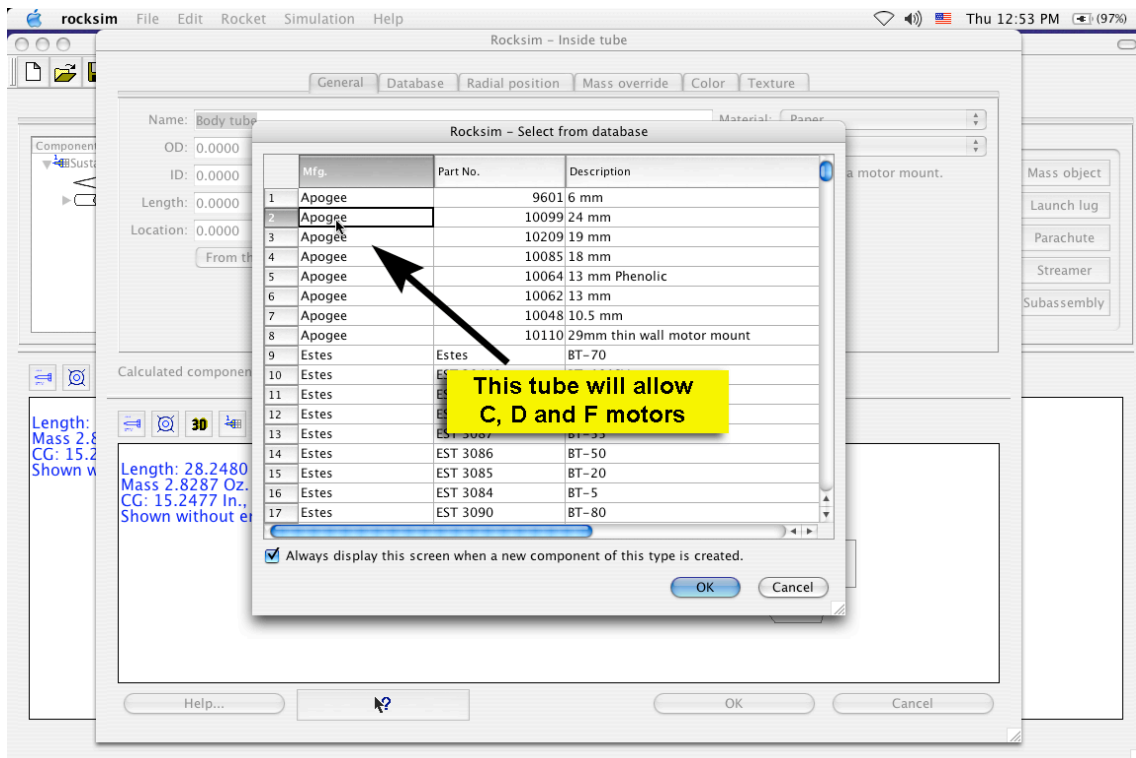 rocksim File Edit Rocket Simulation Help Thu 12:53 PM (97%)
Rocksim – Inside tube
General Database Radial position Mass override Color Texture
Name: Body tube Material: Paper
OD: 0.0000
ID: 0.0000 a motor mount.
Length: 0.0000
Location: 0.0000
From th
Component
Susta
Mass object
Launch lug
Parachute
Streamer
Subassembly
Rocksim – Select from database
Mfg. Part No. Description
1 Apogee 9601 6 mm
2 Apogee 10099 24 mm
3 Apogee 10209 19 mm
4 Apogee 10085 18 mm
5 Apogee 10064 13 mm Phenolic
6 Apogee 10062 13 mm
7 Apogee 10048 10.5 mm
8 Apogee 10110 29mm thin wall motor mount
9 Estes Estes BT–70
10 Estes
11 Estes
12 Estes
13 Estes EST 3087 BT–55
14 Estes EST 3086 BT–50
15 Estes EST 3085 BT–20
16 Estes EST 3084 BT–5
17 Estes EST 3090 BT–80
This tube will allow
C, D and F motors
Always display this screen when a new component of this type is created.
OK Cancel
Calculated componen
3D
Length:
Mass 2.8
CG: 15.2
Shown w
Length: 28.2480
Mass 2.8287 Oz.
CG: 15.2477 In.,
Shown without e
Help... ? OK Cancel